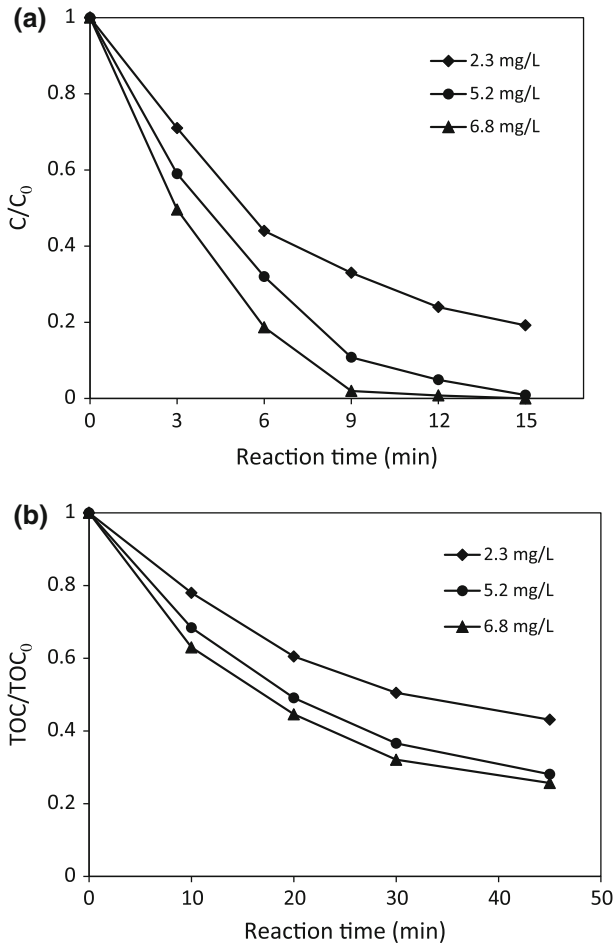 (a)
1
0.8
0.6
0.4
0.2
0
C/C0
2.3 mg/L
5.2 mg/L
6.8 mg/L
0 3 6 9 12 15
Reaction time (min)
(b)
1
0.8
0.6
0.4
0.2
0
TOC/TOC0
2.3 mg/L
5.2 mg/L
6.8 mg/L
0 10 20 30 40 50
Reaction time (min)